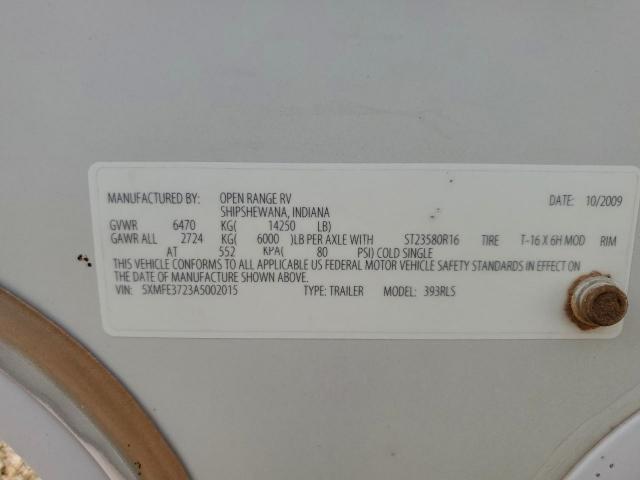 MANUFACTURED BY: OPEN RANGE RV DATE: 10/2009
SHIPSHEWANA, INDIANA
GVWR 6470 KG( 14250 LB)
GAWR ALL 2724 KG( 6000 )LB PER AXLE WITH ST23580R16 TIRE T-16 X 6H MOD RIM
AT 552 KPA( 80 PSI) COLD SINGLE
THIS VEHICLE CONFORMS TO ALL APPLICABLE US FEDERAL MOTOR VEHICLE SAFETY STANDARDS IN EFFECT ON
THE DATE OF MANUFACTURE SHOWN ABOVE.
VIN: 5XMFE3723A5002015 TYPE: TRAILER MODEL: 393RLS